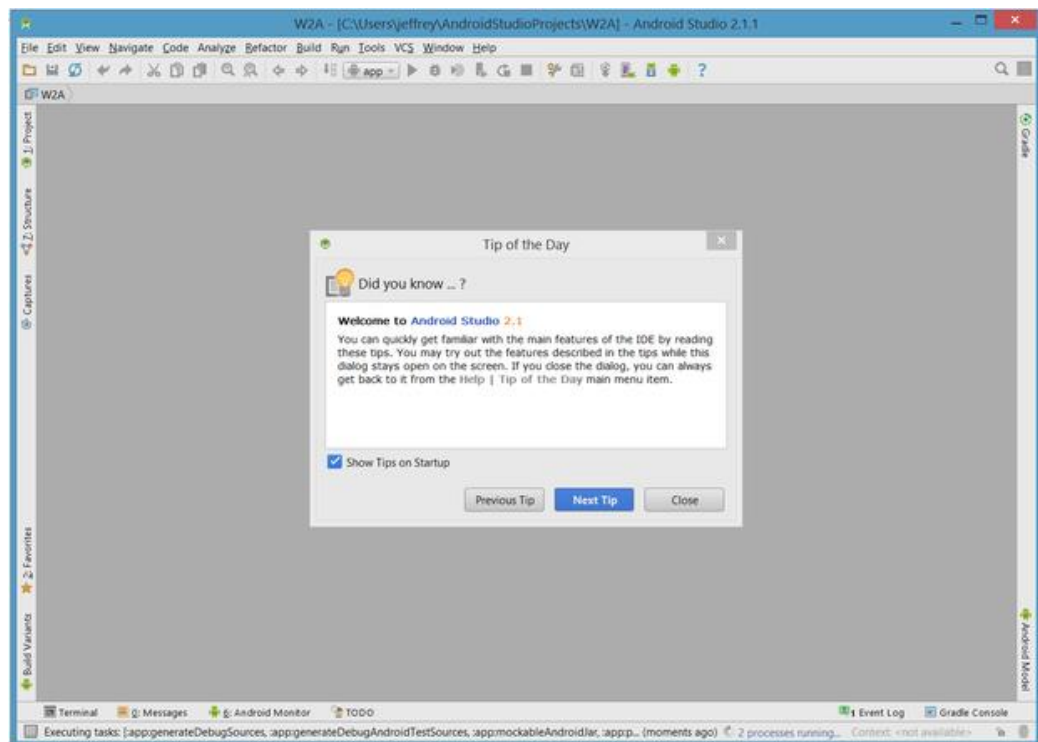 W2A - [C:\Users\jeffrey\AndroidStudioProjects\W2A] - Android Studio 2.1.1
File Edit View Navigate Code Analyze Refactor Build Run Tools VCS Window Help
app
W2A
1: Project
Z: Structure
Captures
2: Favorites
Build Variants
Gradle
Android Model
Tip of the Day
Did you know ... ?
Welcome to Android Studio 2.1
You can quickly get familiar with the main features of the IDE by reading
these tips. You may try out the features described in the tips while this
dialog stays open on the screen. If you close the dialog, you can always
get back to it from the Help | Tip of the Day main menu item.
Show Tips on Startup
Previous Tip Next Tip Close
Terminal 0: Messages 6: Android Monitor TODO 1 Event Log Gradle Console
Executing tasks: [:app:generateDebugSources, :app:generateDebugAndroidTestSources, :app:mockableAndroidJar, :app:p... (moments ago) 2 processes running... Context: <not available>